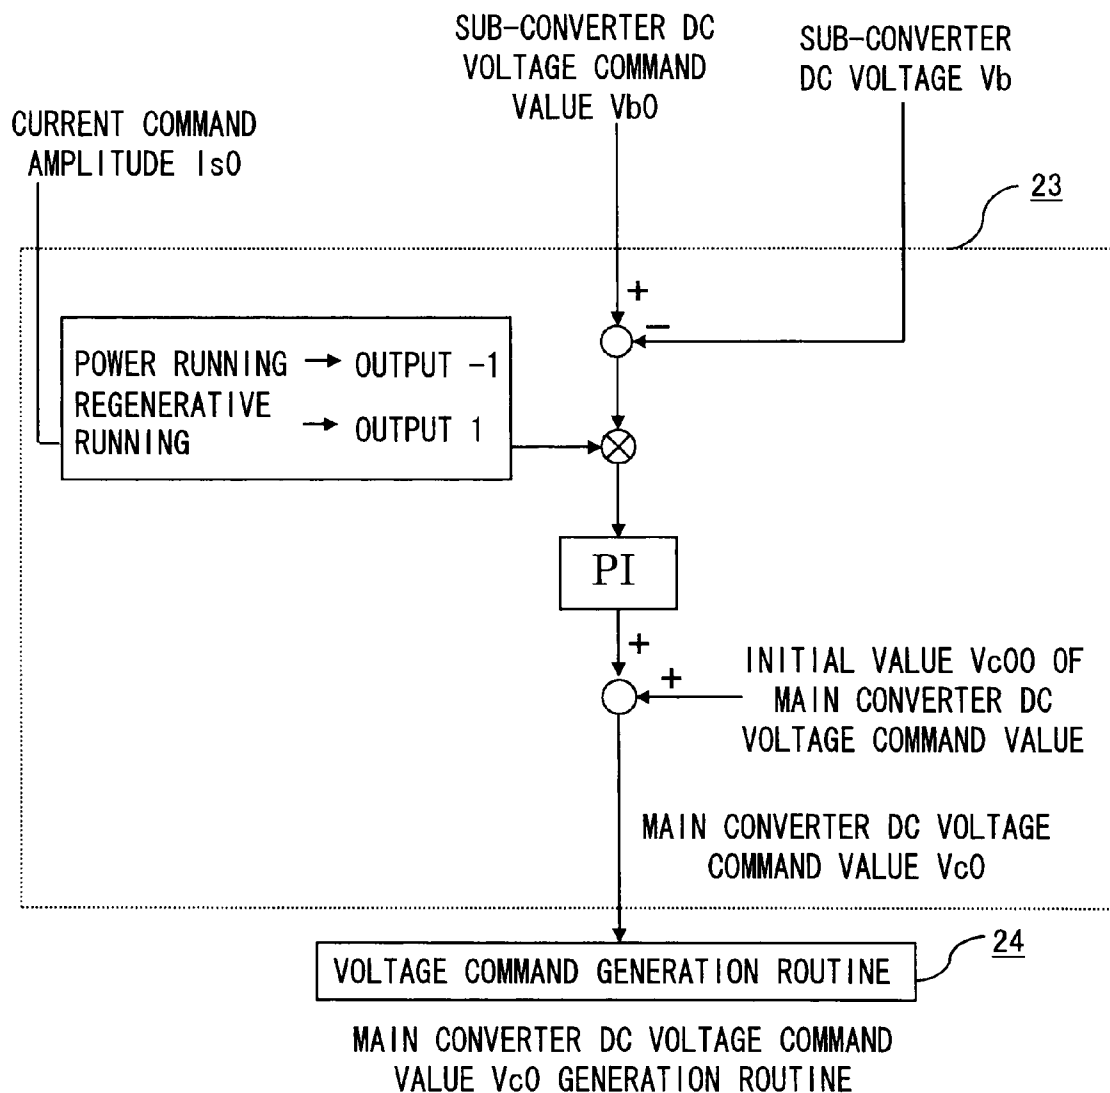 SUB-CONVERTER DC
VOLTAGE COMMAND
VALUE Vb0
SUB-CONVERTER
DC VOLTAGE Vb
CURRENT COMMAND
AMPLITUDE Is0
23
+
−
POWER RUNNING → OUTPUT -1
REGENERATIVE
RUNNING → OUTPUT 1
PI
+
+
INITIAL VALUE Vc00 OF
MAIN CONVERTER DC
VOLTAGE COMMAND VALUE
MAIN CONVERTER DC VOLTAGE
COMMAND VALUE Vc0
24
VOLTAGE COMMAND GENERATION ROUTINE
MAIN CONVERTER DC VOLTAGE COMMAND
VALUE Vc0 GENERATION ROUTINE